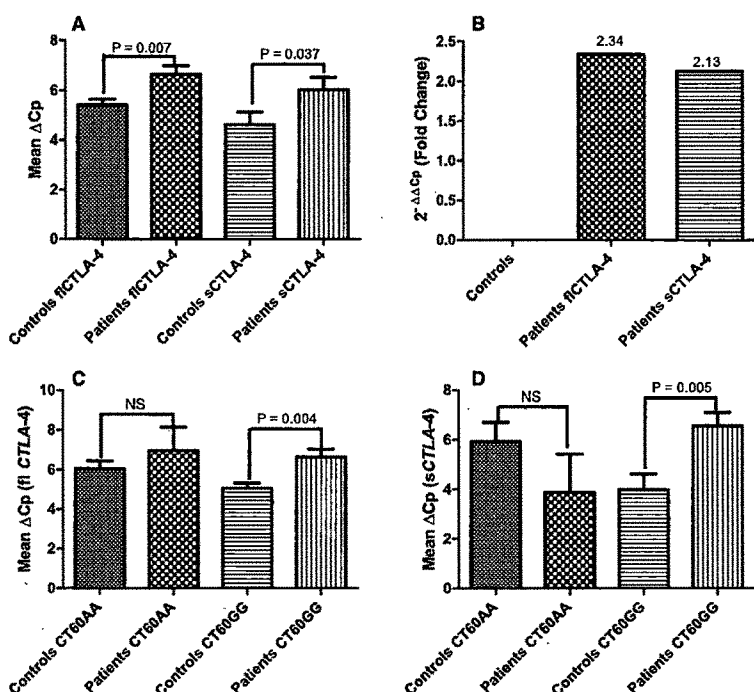 A
P = 0.007
P = 0.037
Mean ΔCp
8
6
4
2
0
Controls flCTLA-4
Patients flCTLA-4
Controls sCTLA-4
Patients sCTLA-4
B
2.34
2.13
2^-ΔΔCp (Fold Change)
2.5
2.0
1.5
1.0
0.5
0.0
Controls
Patients flCTLA-4
Patients sCTLA-4
C
NS
P = 0.004
Mean ΔCp (fl CTLA-4)
10
8
6
4
2
0
Controls CT60AA
Patients CT60AA
Controls CT60GG
Patients CT60GG
D
NS
P = 0.005
Mean ΔCp (sCTLA-4)
8
6
4
2
0
Controls CT60AA
Patients CT60AA
Controls CT60GG
Patients CT60GG